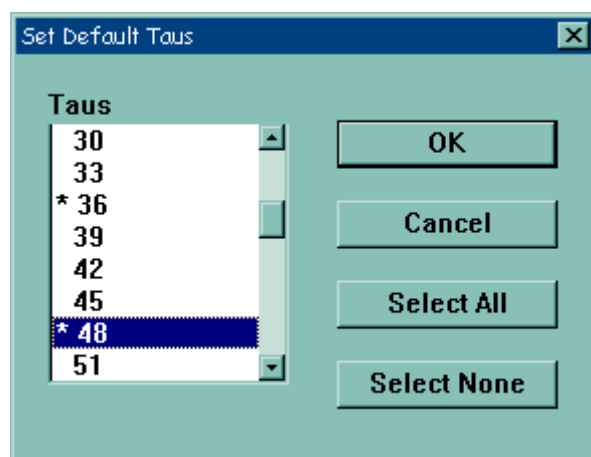 Set Default Taus
Taus
30
33
* 36
39
42
45
* 48
51
OK
Cancel
Select All
Select None